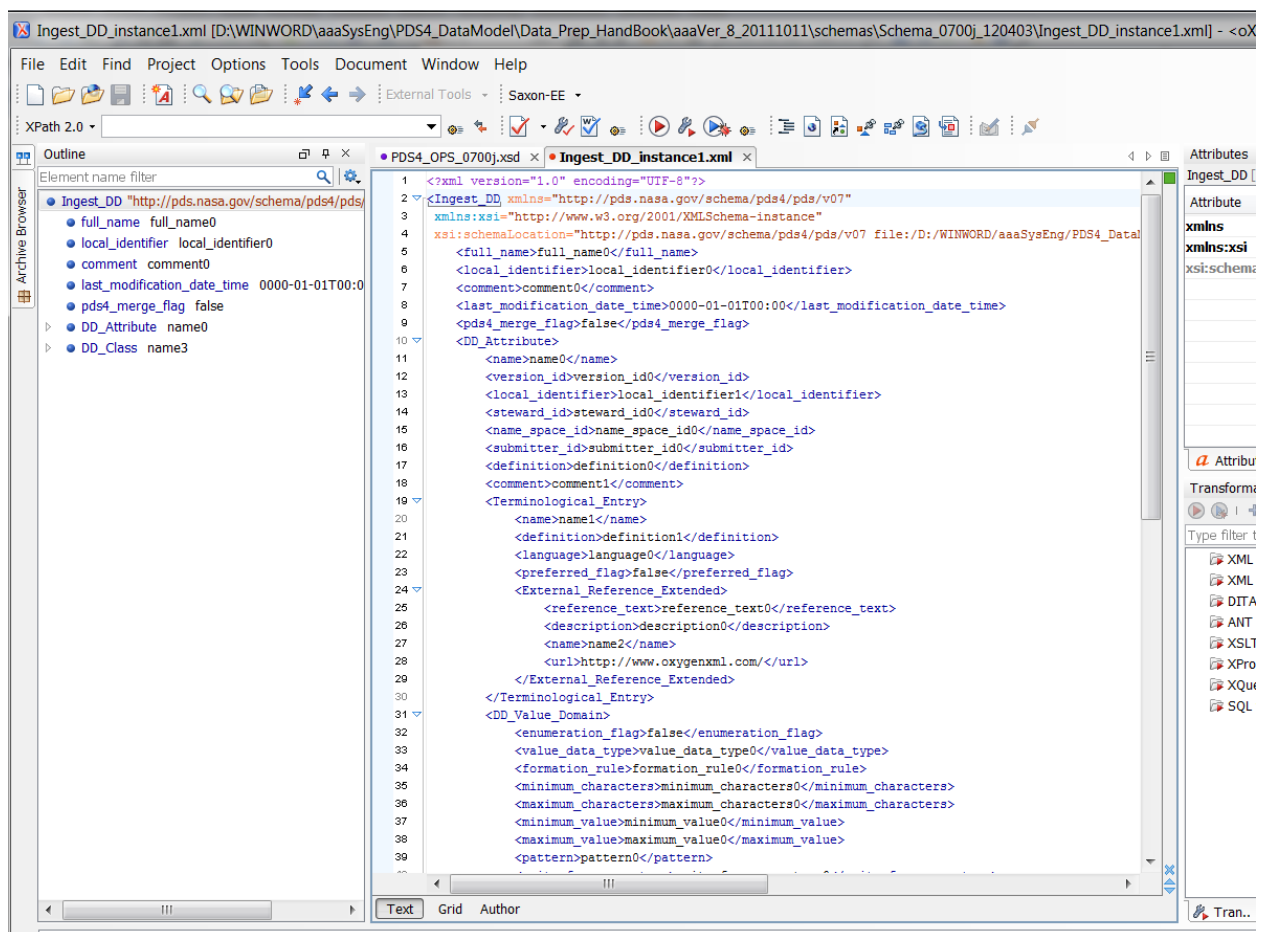 Ingest_DD_instance1.xml [D:\WINWORD\aaaSysEng\PDS4_DataModel\Data_Prep_HandBook\aaaVer_8_20111011\schemas\Schema_0700j_120403\Ingest_DD_instance1.xml] - <oX
File Edit Find Project Options Tools Document Window Help
External Tools Saxon-EE
XPath 2.0
Outline
Element name filter
Archive Browser
Ingest_DD "http://pds.nasa.gov/schema/pds4/pds/
full_name full_name0
local_identifier local_identifier0
comment comment0
last_modification_date_time 0000-01-01T00:0
pds4_merge_flag false
DD_Attribute name0
DD_Class name3
PDS4_OPS_0700j.xsd Ingest_DD_instance1.xml
1 <?xml version="1.0" encoding="UTF-8"?>
2 <Ingest_DD xmlns="http://pds.nasa.gov/schema/pds4/pds/v07"
3 xmlns:xsi="http://www.w3.org/2001/XMLSchema-instance"
4 xsi:schemaLocation="http://pds.nasa.gov/schema/pds4/pds/v07 file:/D:/WINWORD/aaaSysEng/PDS4_Data
5 <full_name>full_name0</full_name>
6 <local_identifier>local_identifier0</local_identifier>
7 <comment>comment0</comment>
8 <last_modification_date_time>0000-01-01T00:00</last_modification_date_time>
9 <pds4_merge_flag>false</pds4_merge_flag>
10 <DD_Attribute>
11 <name>name0</name>
12 <version_id>version_id0</version_id>
13 <local_identifier>local_identifier1</local_identifier>
14 <steward_id>steward_id0</steward_id>
15 <name_space_id>name_space_id0</name_space_id>
16 <submitter_id>submitter_id0</submitter_id>
17 <definition>definition0</definition>
18 <comment>comment1</comment>
19 <Terminological_Entry>
20 <name>name1</name>
21 <definition>definition1</definition>
22 <language>language0</language>
23 <preferred_flag>false</preferred_flag>
24 <External_Reference_Extended>
25 <reference_text>reference_text0</reference_text>
26 <description>description0</description>
27 <name>name2</name>
28 <url>http://www.oxygenxml.com/</url>
29 </External_Reference_Extended>
30 </Terminological_Entry>
31 <DD_Value_Domain>
32 <enumeration_flag>false</enumeration_flag>
33 <value_data_type>value_data_type0</value_data_type>
34 <formation_rule>formation_rule0</formation_rule>
35 <minimum_characters>minimum_characters0</minimum_characters>
36 <maximum_characters>maximum_characters0</maximum_characters>
37 <minimum_value>minimum_value0</minimum_value>
38 <maximum_value>maximum_value0</maximum_value>
39 <pattern>pattern0</pattern>
Text Grid Author
Attributes
Ingest_DD [
Attribute
xmlns
xmlns:xsi
xsi:schema
Attribu
Transforma
Type filter t
XML
XML
DITA
ANT
XSLT
XPro
XQue
SQL
Tran..